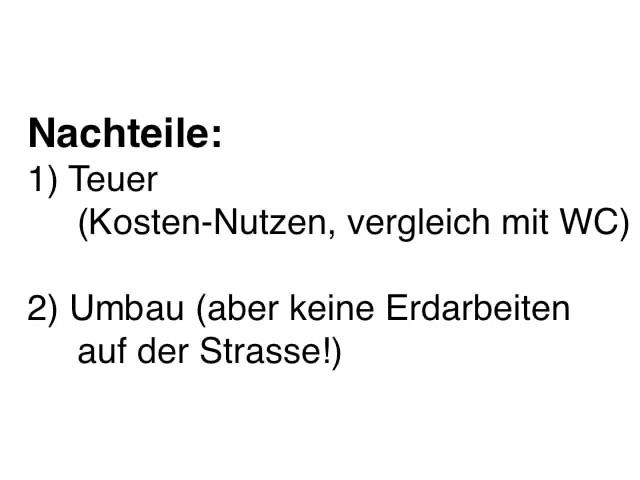 Nachteile:
1) Teuer
(Kosten-Nutzen, vergleich mit WC)
2) Umbau (aber keine Erdarbeiten
auf der Strasse!)